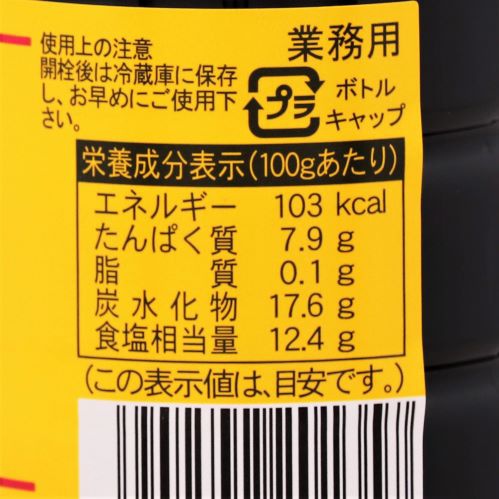 使用上の注意
開栓後は冷蔵庫に保存
し、お早めにご使用下
さい。
業務用
プラ
ボトル
キャップ
栄養成分表示(100gあたり)
エネルギー 103 kcal
たんぱく質 7.9 g
脂質 0.1 g
炭水化物 17.6 g
食塩相当量 12.4 g
(この表示値は、目安です。)